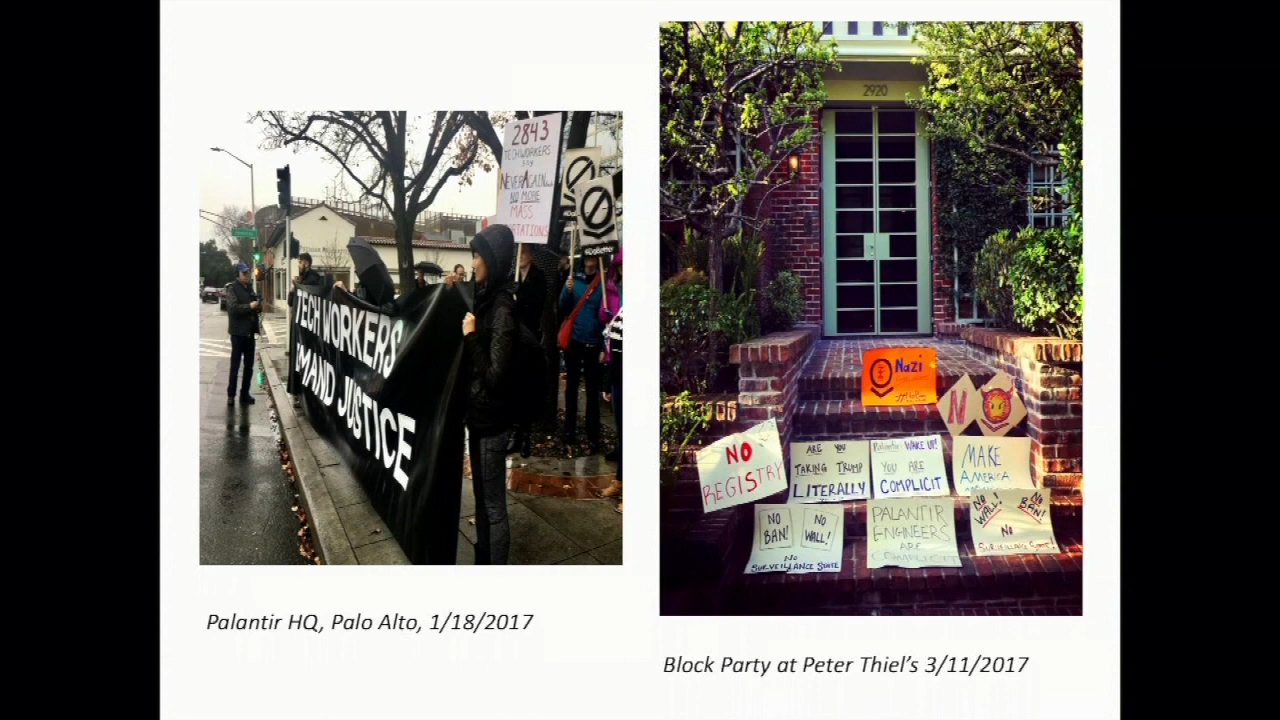 2843
TECHWORKERS
SAY
NEVER AGAIN...
NO MORE
MASS
TECH WORKERS
JUSTICE
Palantir HQ, Palo Alto, 1/18/2017
2920
Nazi
N
NO
REGISTRY
ARE YOU
TAKING TRUMP
LITERALLY
Palantir WAKE UP!
YOU ARE
COMPLICIT
MAKE
AMERICA
NO
WALL!
NO
BAN!
NO
SURVEILLANCE STATE!
NO
BAN!
NO
WALL!
NO
SURVEILLANCE STATE
PALANTIR
ENGINEERS
ARE
COMPLICIT
Block Party at Peter Thiel’s 3/11/2017